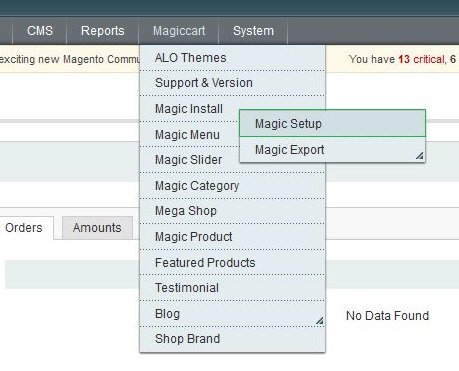 CMS
Reports
Magiccart
System
exciting new Magento Commu
You have 13 critical, 6
ALO Themes
Support & Version
Magic Install
Magic Setup
Magic Export
Magic Menu
Magic Slider
Magic Category
Mega Shop
Magic Product
Featured Products
Testimonial
Blog
Shop Brand
Orders
Amounts
No Data Found